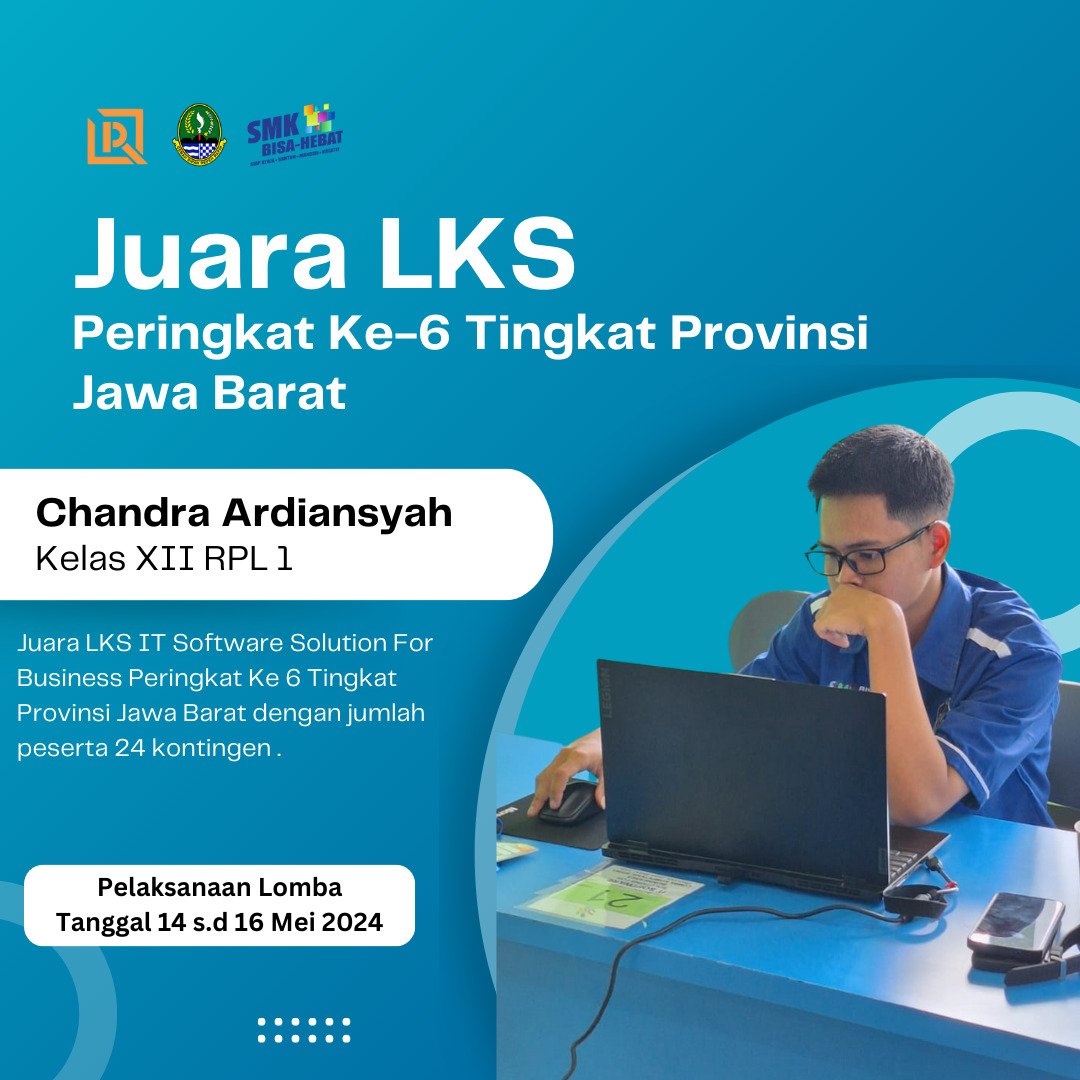 SMK
BISA-HEBAT
Juara LKS
Peringkat Ke-6 Tingkat Provinsi
Jawa Barat
Chandra Ardiansyah
Kelas XII RPL 1
Juara LKS IT Software Solution For
Business Peringkat Ke 6 Tingkat
Provinsi Jawa Barat dengan jumlah
peserta 24 kontingen .
LEGION
21
Pelaksanaan Lomba
Tanggal 14 s.d 16 Mei 2024